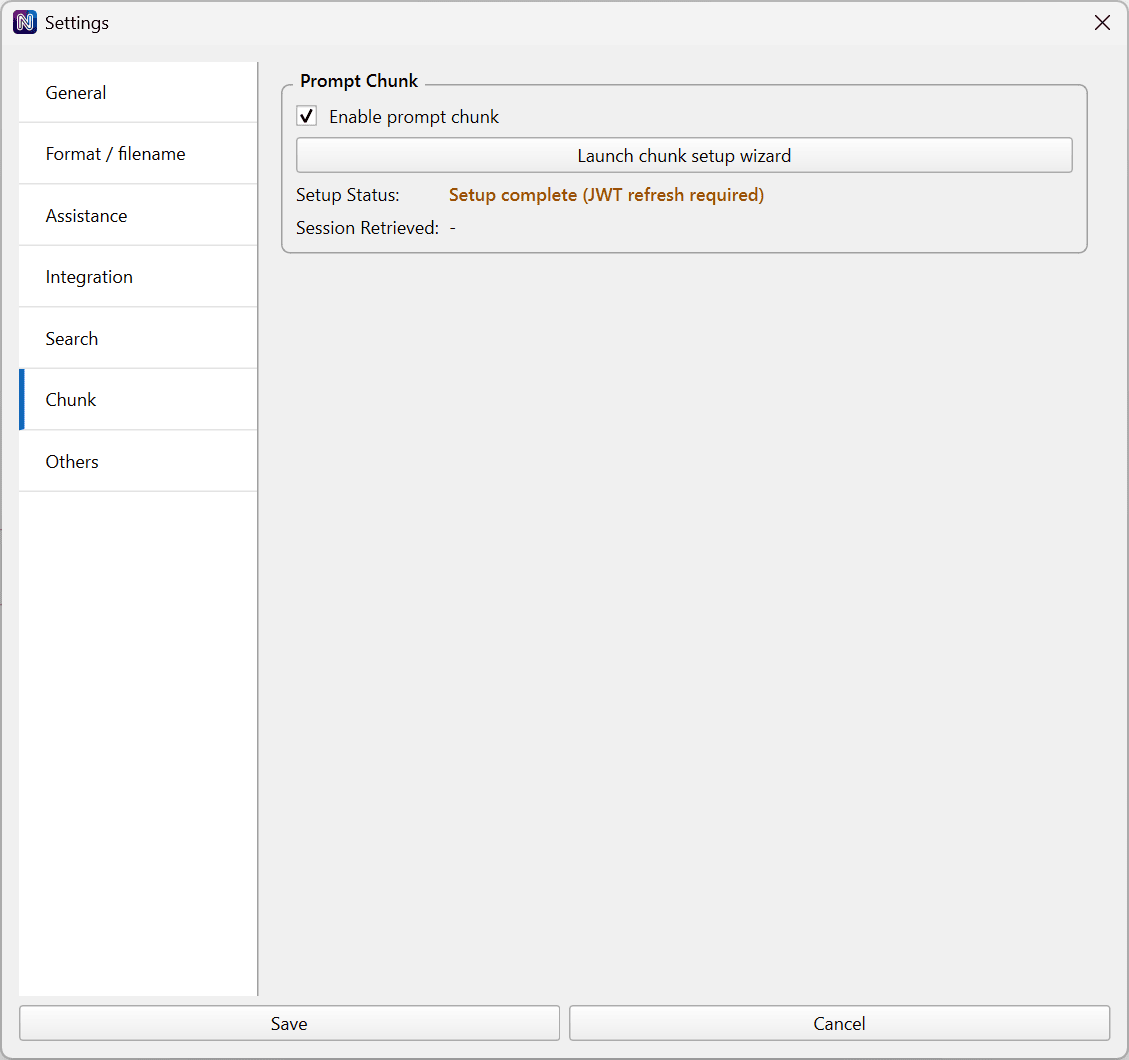 Settings
General
Format / filename
Assistance
Integration
Search
Chunk
Others
Prompt Chunk
Enable prompt chunk
Launch chunk setup wizard
Setup Status: Setup complete (JWT refresh required)
Session Retrieved: -
Save
Cancel